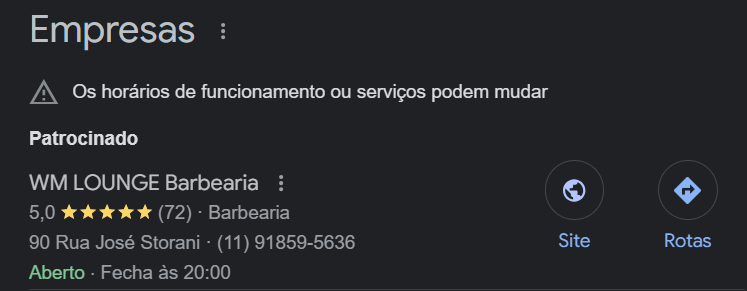 Empresas
Os horários de funcionamento ou serviços podem mudar
Patrocinado
WM LOUNGE Barbearia
5,0 ★★★★★ (72) · Barbearia
90 Rua José Storani · (11) 91859-5636
Aberto · Fecha às 20:00
Site
Rotas